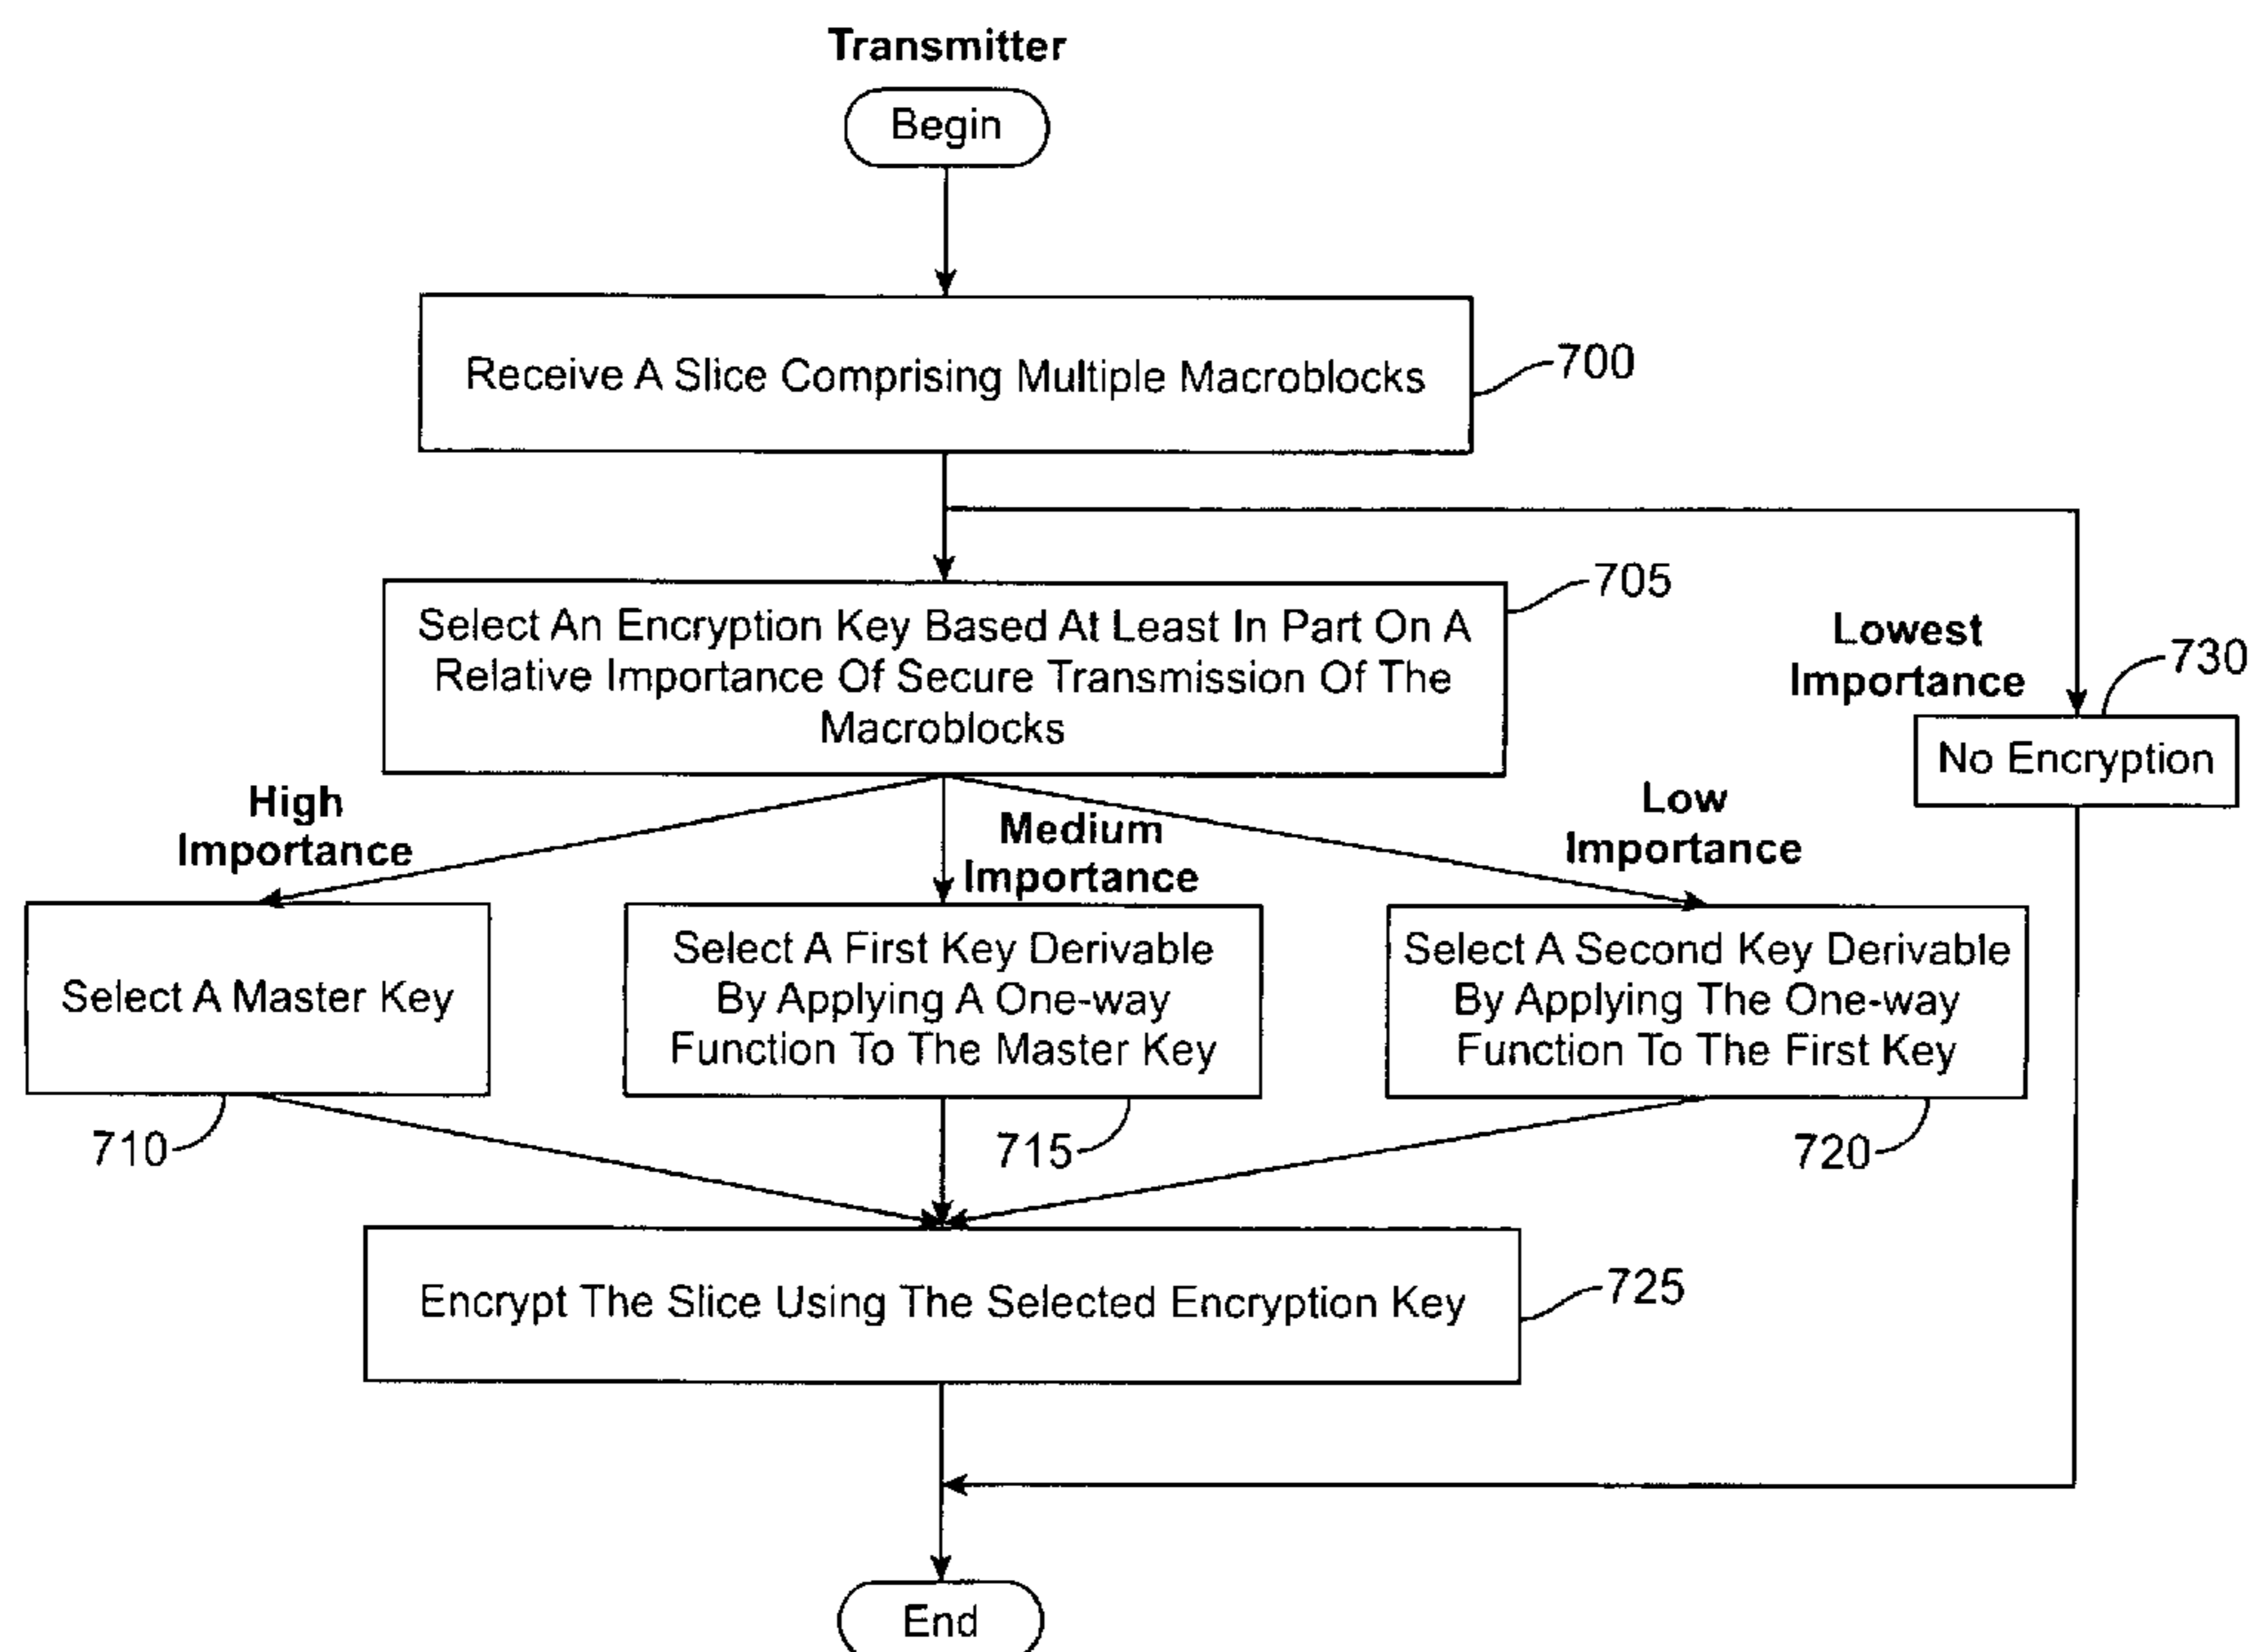 Transmitter
Begin
Receive A Slice Comprising Multiple Macroblocks
700
Select An Encryption Key Based At Least In Part On A
Relative Importance Of Secure Transmission Of The
Macroblocks
705
Lowest
Importance
730
No Encryption
High
Importance
Medium
Importance
Low
Importance
Select A Master Key
710
Select A First Key Derivable
By Applying A One-way
Function To The Master Key
715
Select A Second Key Derivable
By Applying The One-way
Function To The First Key
720
Encrypt The Slice Using The Selected Encryption Key
725
End